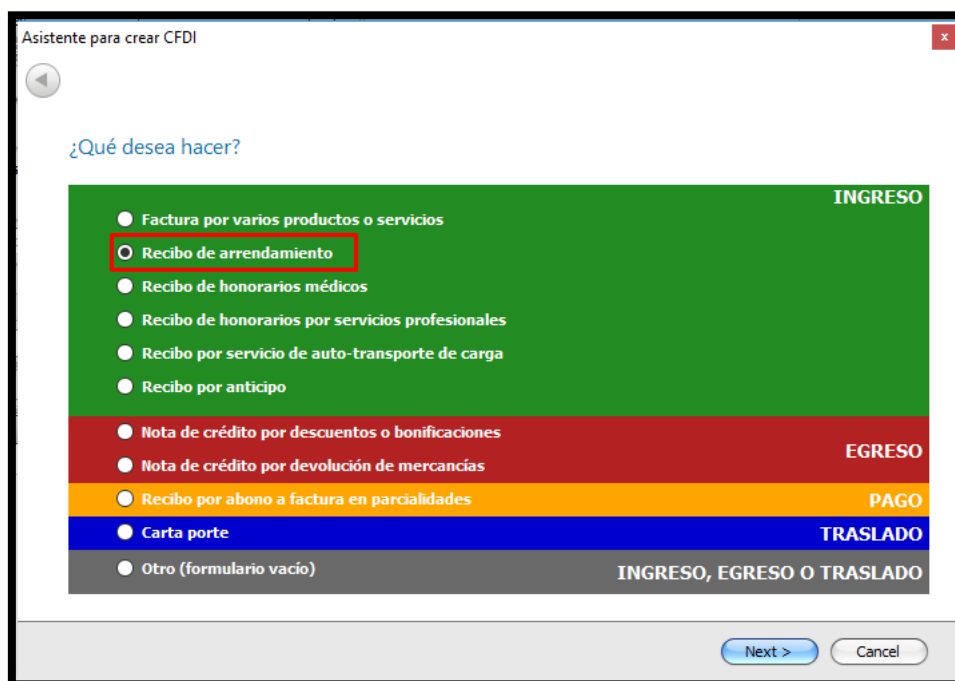 Asistente para crear CFDI
x
¿Qué desea hacer?
INGRESO
Factura por varios productos o servicios
Recibo de arrendamiento
Recibo de honorarios médicos
Recibo de honorarios por servicios profesionales
Recibo por servicio de auto-transporte de carga
Recibo por anticipo
Nota de crédito por descuentos o bonificaciones
EGRESO
Nota de crédito por devolución de mercancías
Recibo por abono a factura en parcialidades PAGO
Carta porte TRASLADO
Otro (formulario vacío) INGRESO, EGRESO O TRASLADO
Next > Cancel